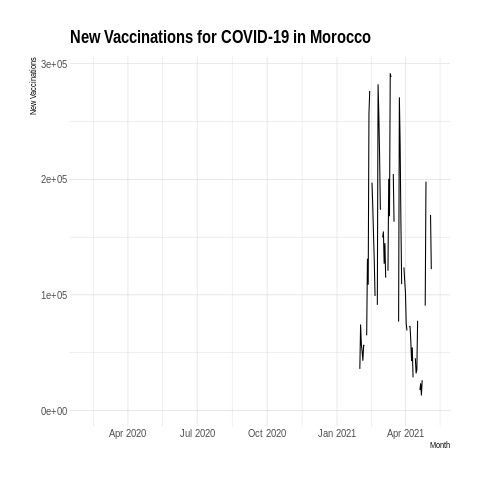 New Vaccinations for COVID-19 in Morocco
New Vaccinations
3e+05
2e+05
1e+05
0e+00
Apr 2020 Jul 2020 Oct 2020 Jan 2021 Apr 2021
Month